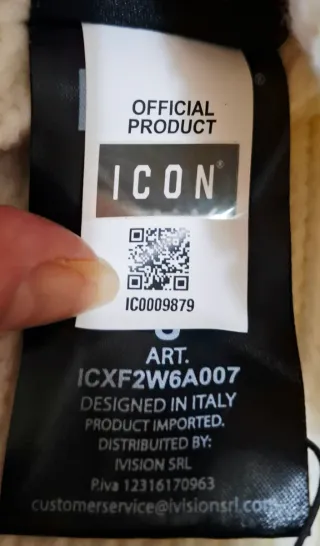 OFFICIAL
PRODUCT
ICON®
IC0009879
ART.
ICXF2W6A007
DESIGNED IN ITALY
PRODUCT IMPORTED.
DISTRIBUITED BY:
IVISION SRL
P.iva 12316170963
customerservice@ivisionsrl.com